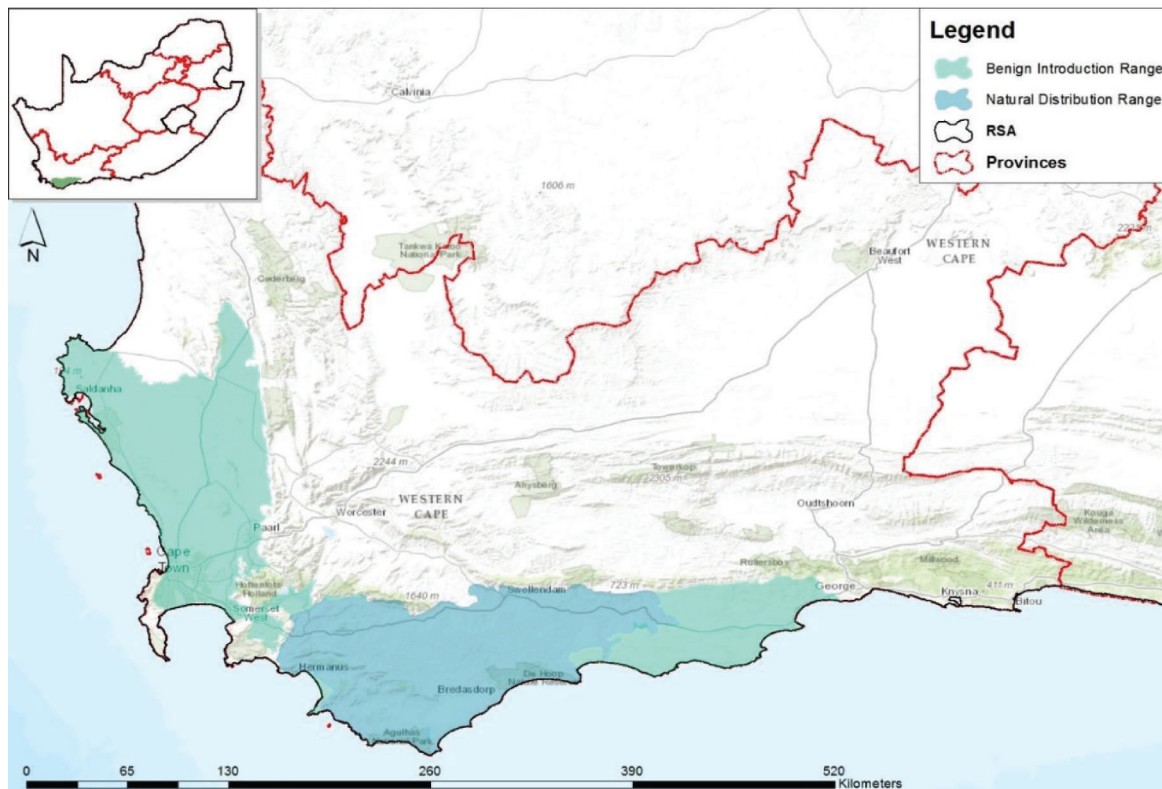 Legend
Benign Introduction Range
Natural Distribution Range
RSA
Provinces
N
Calvinia
1606 m
Tankwa Karoo
National Park
Cederberg
Beaufort
West
WESTERN
CAPE
Saldanha
2244 m
WESTERN
CAPE
Worcester
Anysberg
Towerkop
2305 m
Oudtshoorn
Kouga
Wilderness
Area
Paarl
Cape
Town
Hottentots
Holland
Somerset
West
1640 m
Swellendam
723 m
Ruitersbos
George
Millwood
Knysna
411 m
Bitou
Hermanus
Bredasdorp
De Hoop
Nature
Agulhas
National Park
0
65
130
260
390
520
Kilometers